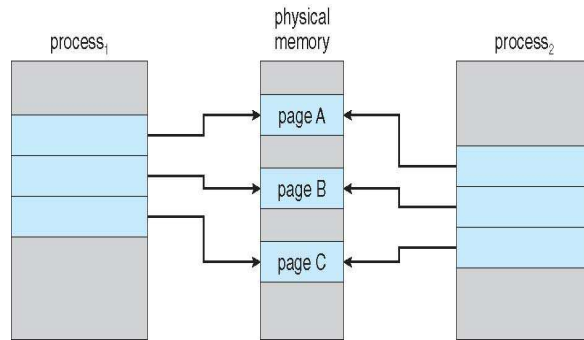 process₁
physical
memory
process₂
page A
page B
page C